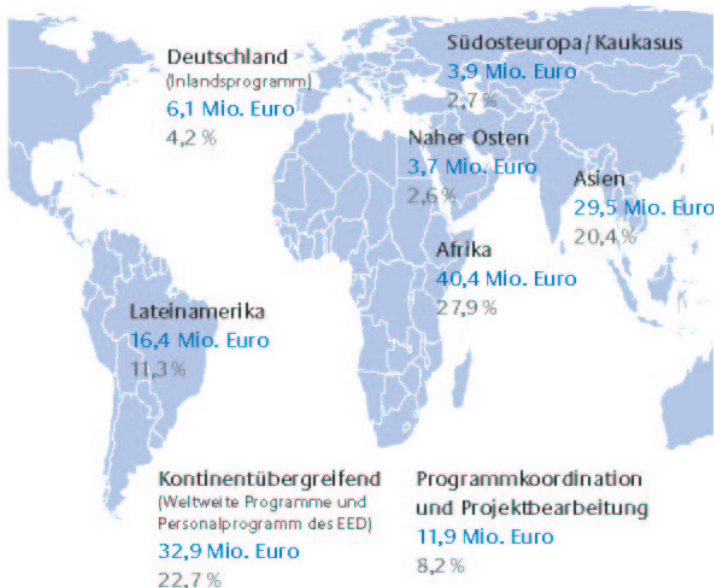 Deutschland
(Inlandsprogramm)
6,1 Mio. Euro
4,2 %
Südosteuropa/Kaukasus
3,9 Mio. Euro
2,7 %
Naher Osten
3,7 Mio. Euro
2,6 %
Asien
29,5 Mio. Euro
20,4 %
Afrika
40,4 Mio. Euro
27,9 %
Lateinamerika
16,4 Mio. Euro
11,3 %
Kontinentübergreifend
(Weltweite Programme und
Personalprogramm des EED)
32,9 Mio. Euro
22,7 %
Programmkoordination
und Projektbearbeitung
11,9 Mio. Euro
8,2 %